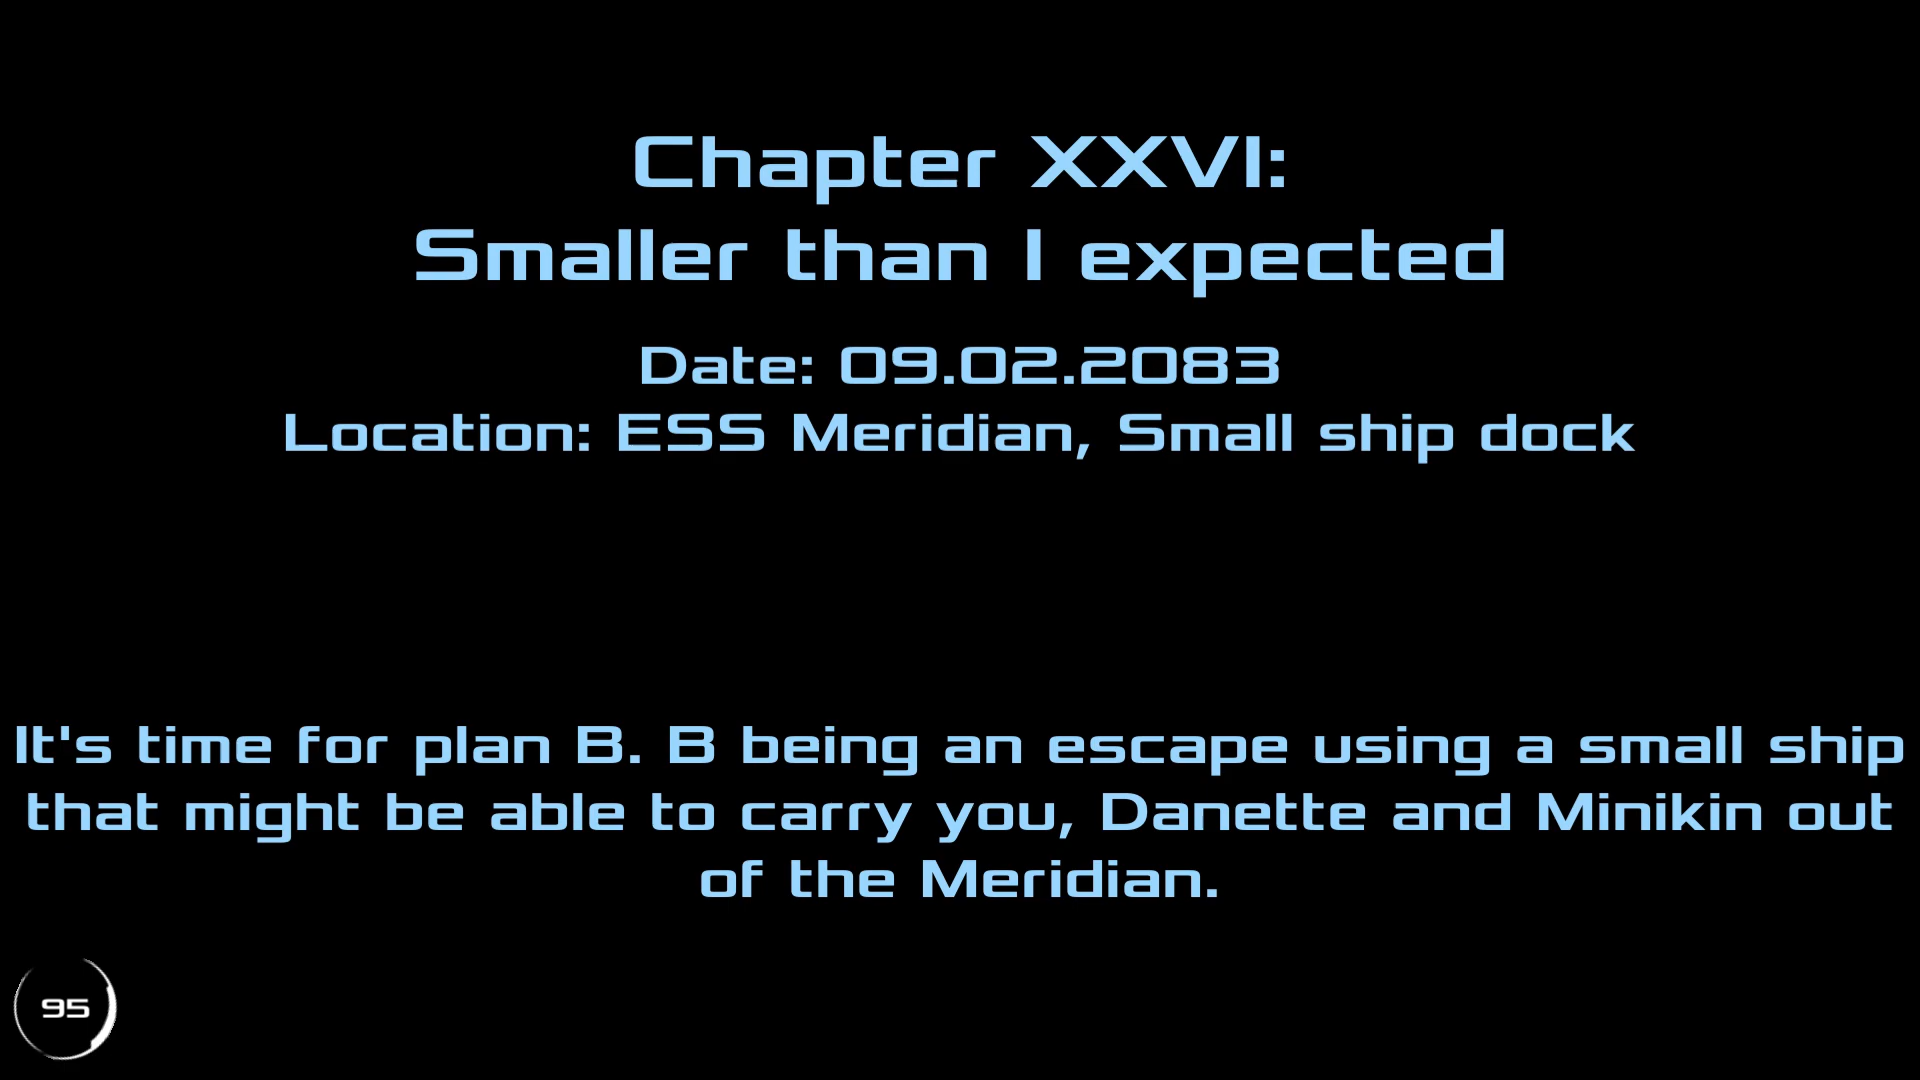 Chapter XXVI:
Smaller than I expected
Date: 09.02.2083
Location: ESS Meridian, Small ship dock
It's time for plan B. B being an escape using a small ship
that might be able to carry you, Danette and Minikin out
of the Meridian.
95